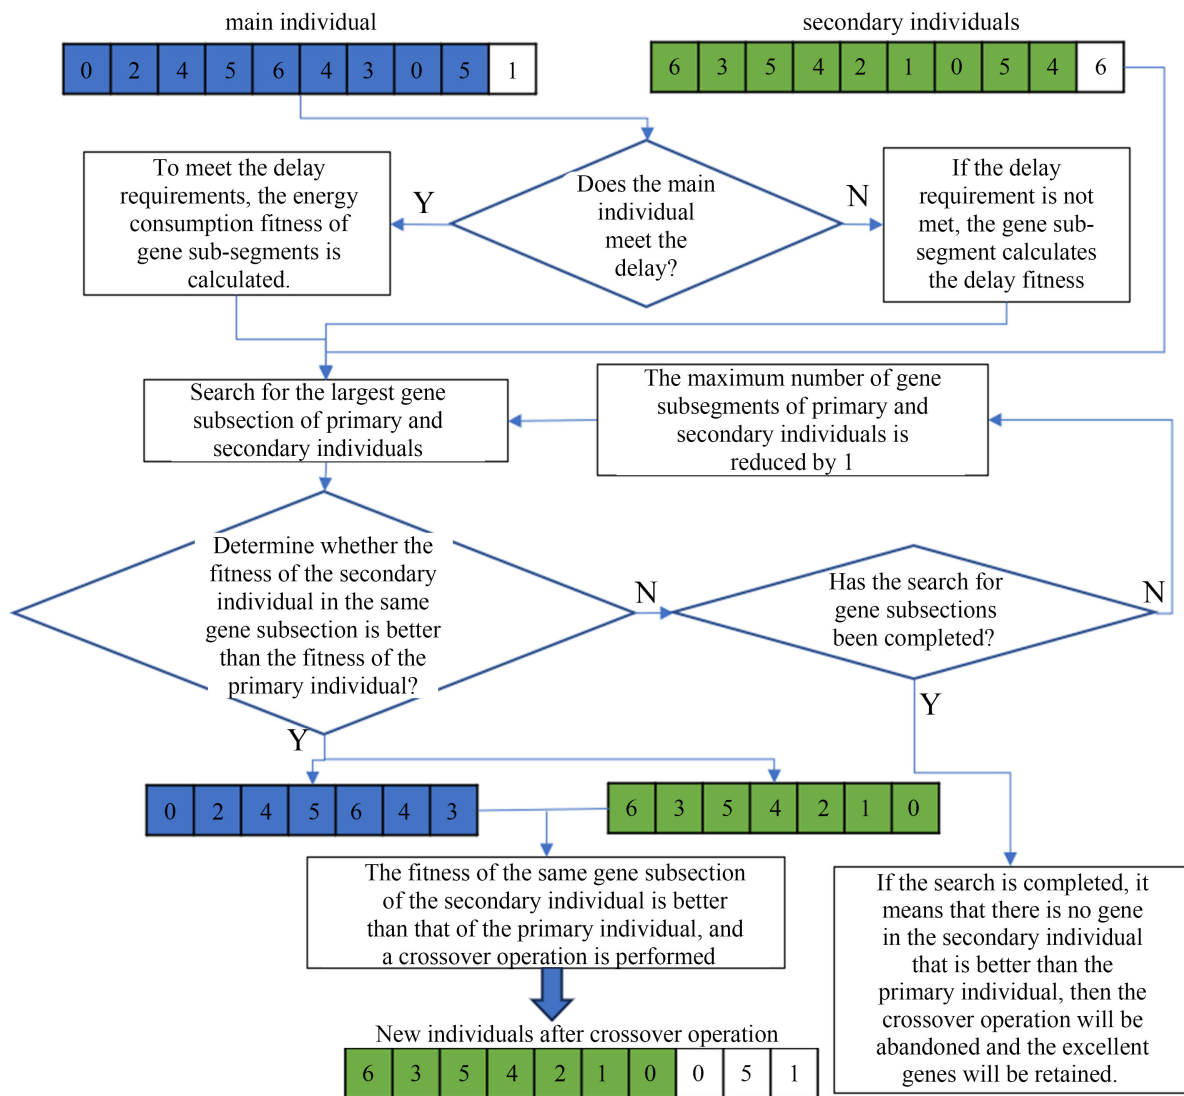 main individual
secondary individuals
0 2 4 5 6 4 3 0 5 1
6 3 5 4 2 1 0 5 4 6
To meet the delay
requirements, the energy
consumption fitness of
gene sub-segments is
calculated.
Y
Does the main
individual
meet the
delay?
N
If the delay
requirement is
not met, the gene sub-
segment calculates
the delay fitness
Search for the largest gene
subsection of primary and
secondary individuals
The maximum number of gene
subsegments of primary and
secondary individuals is
reduced by 1
Determine whether the
fitness of the secondary
individual in the same
gene subsection is better
than the fitness of the
primary individual?
N
Has the search for
gene subsections
been completed?
N
Y
Y
0 2 4 5 6 4 3
6 3 5 4 2 1 0
The fitness of the same gene subsection
of the secondary individual is better
than that of the primary individual, and
a crossover operation is performed
If the search is completed, it
means that there is no gene
in the secondary individual
that is better than the
primary individual, then the
crossover operation will be
abandoned and the excellent
genes will be retained.
New individuals after crossover operation
6 3 5 4 2 1 0 0 5 1